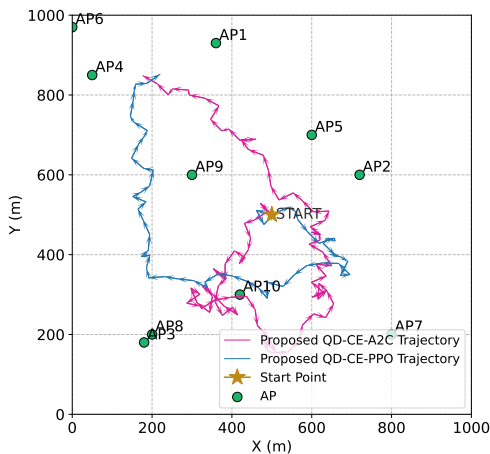 1000
800
600
400
200
0
Y (m)
AP6
AP1
AP4
AP5
AP9
AP2
START
AP10
AP8
AP3
AP7
Proposed QD-CE-A2C Trajectory
Proposed QD-CE-PPO Trajectory
Start Point
AP
0
200
400
600
800
1000
X (m)